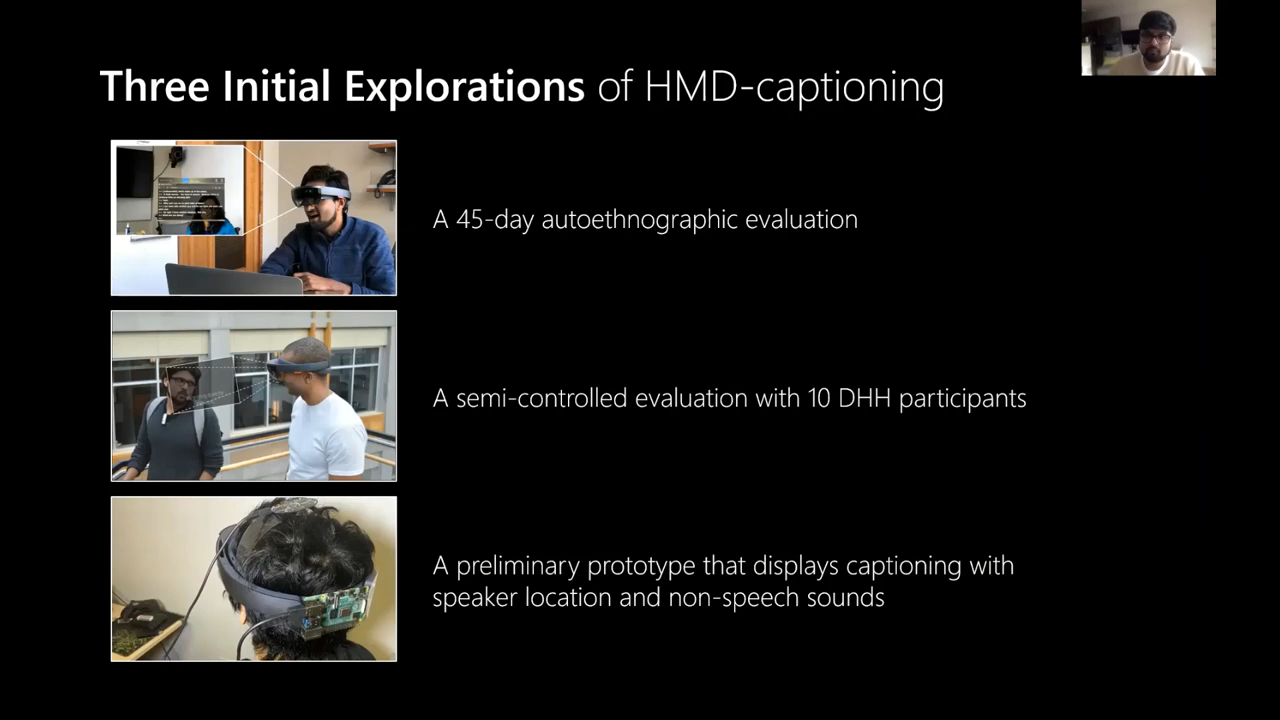 Three Initial Explorations of HMD-captioning
A 45-day autoethnographic evaluation
A semi-controlled evaluation with 10 DHH participants
A preliminary prototype that displays captioning with
speaker location and non-speech sounds